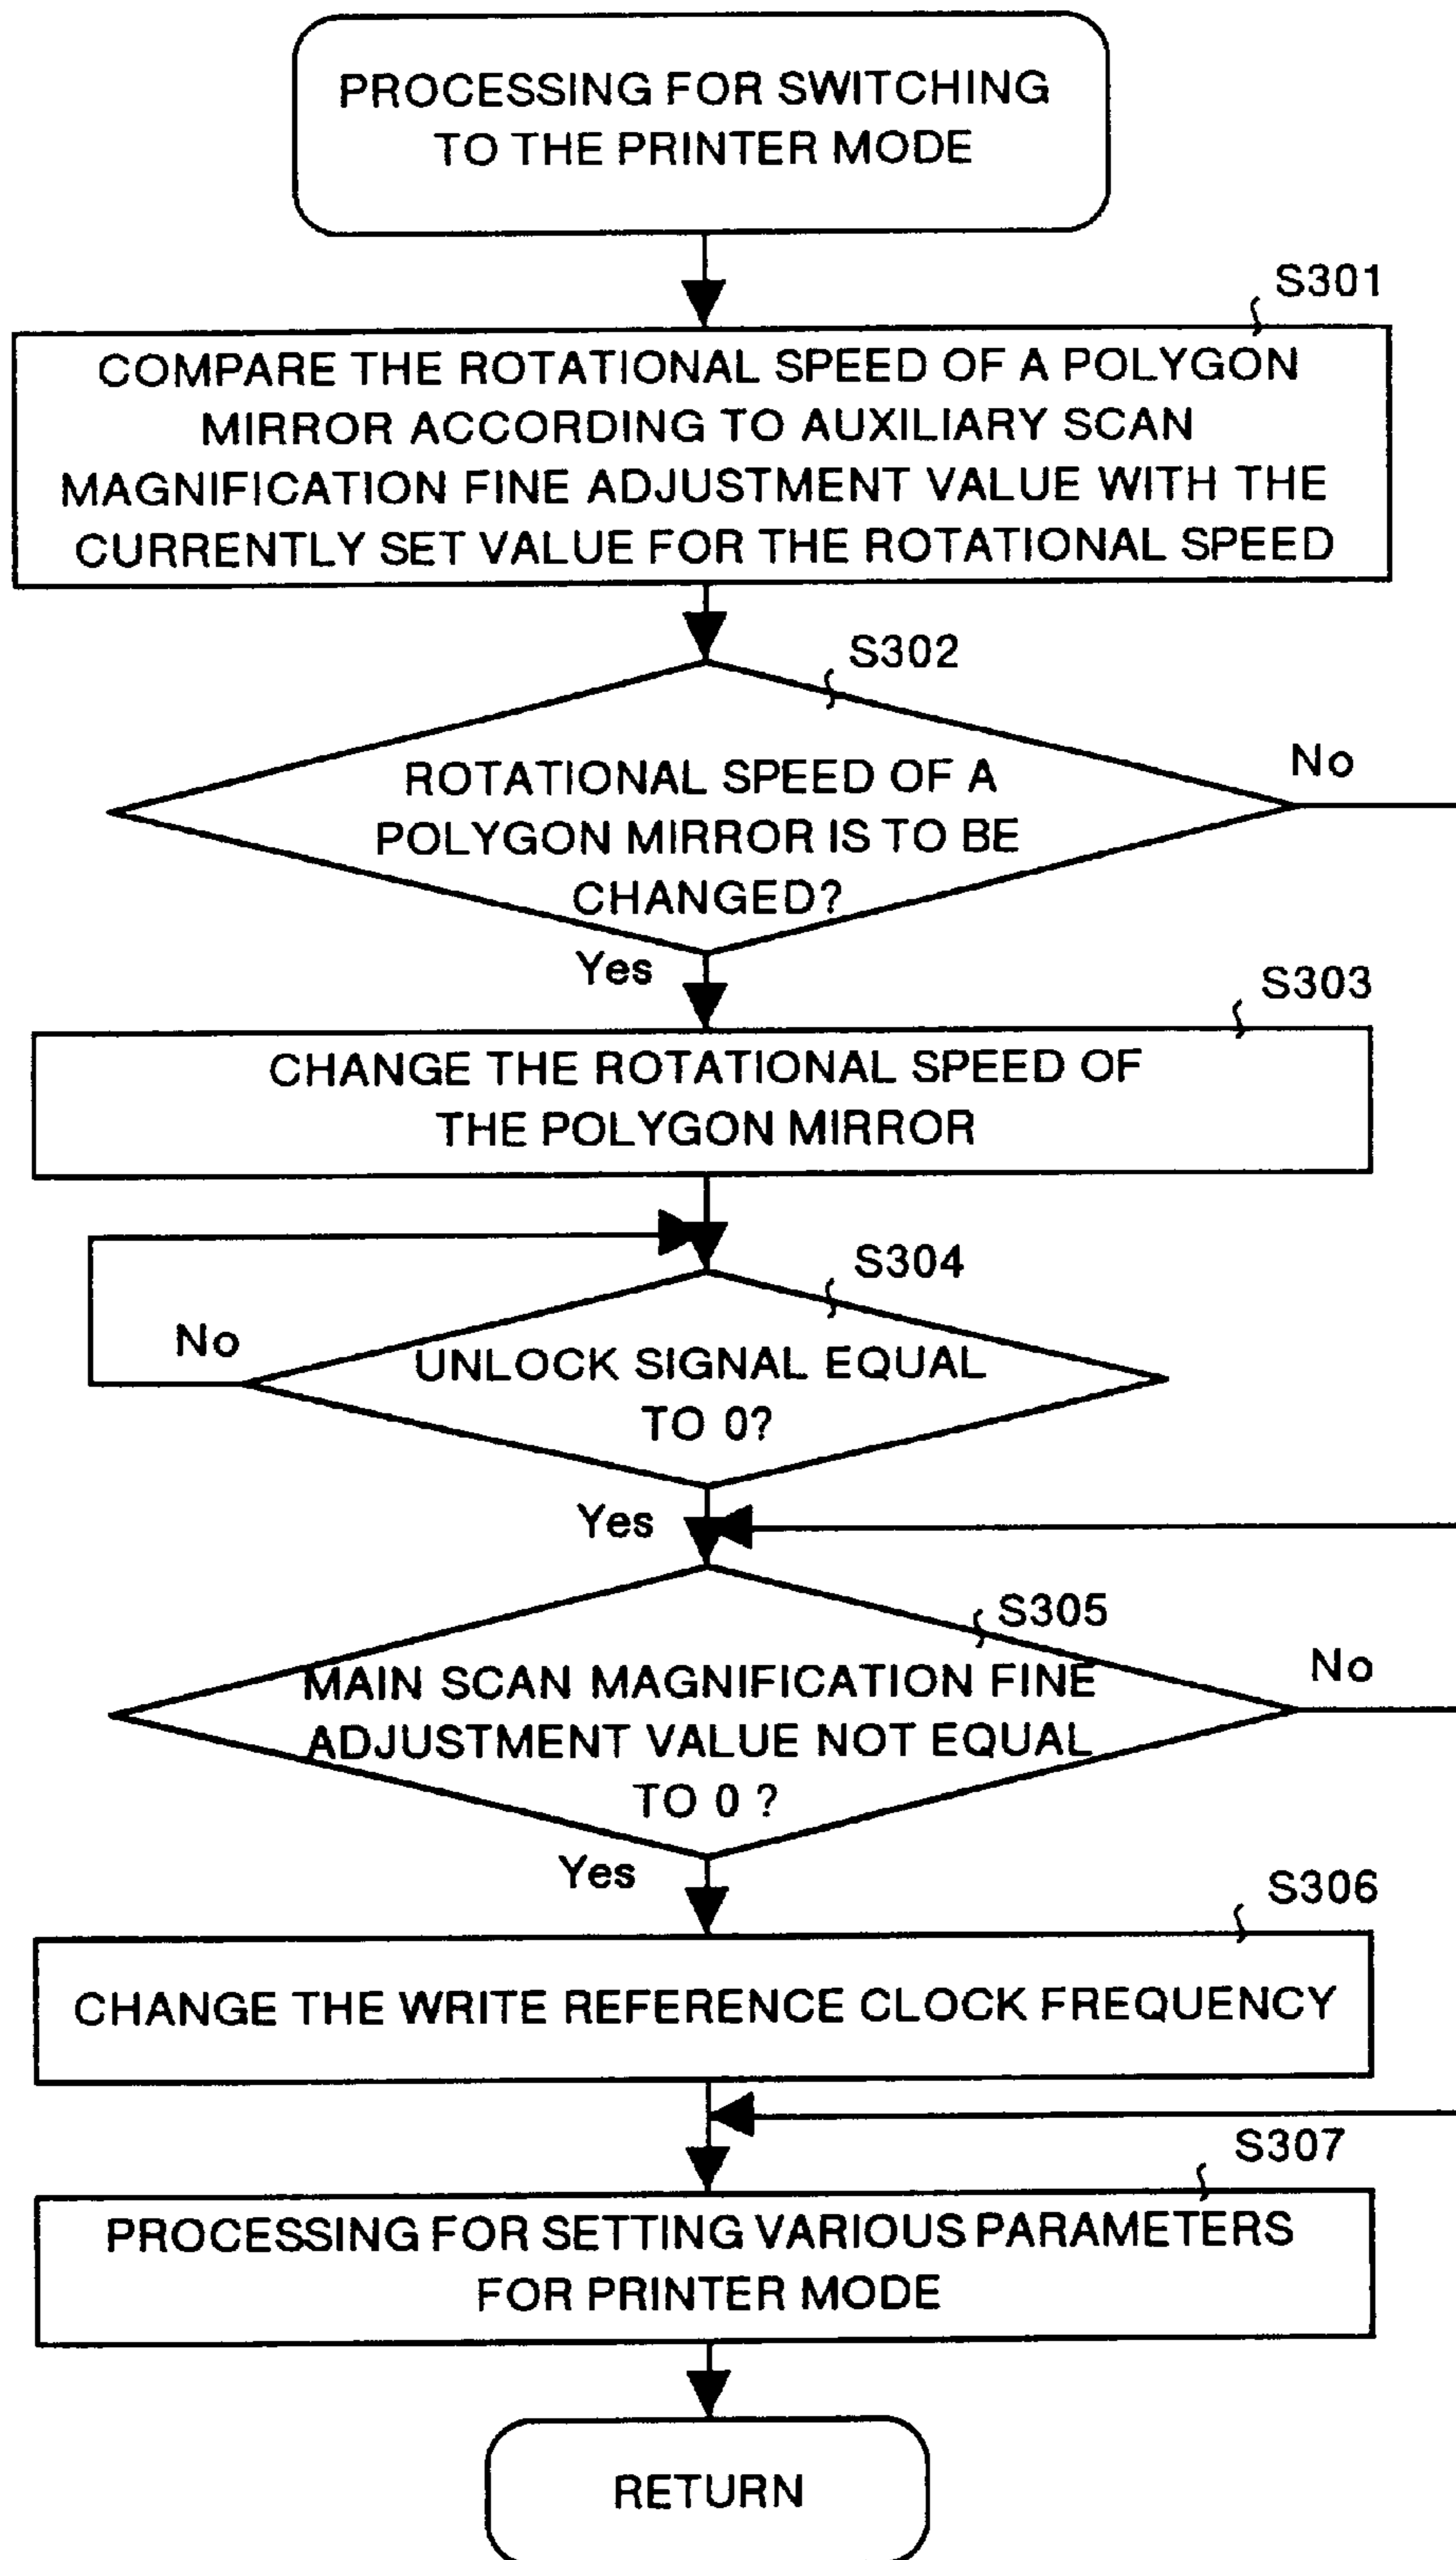 PROCESSING FOR SWITCHING
TO THE PRINTER MODE
S301
COMPARE THE ROTATIONAL SPEED OF A POLYGON
MIRROR ACCORDING TO AUXILIARY SCAN
MAGNIFICATION FINE ADJUSTMENT VALUE WITH THE
CURRENTLY SET VALUE FOR THE ROTATIONAL SPEED
S302
No
ROTATIONAL SPEED OF A
POLYGON MIRROR IS TO BE
CHANGED?
Yes
S303
CHANGE THE ROTATIONAL SPEED OF
THE POLYGON MIRROR
S304
No
UNLOCK SIGNAL EQUAL
TO 0?
Yes
S305
No
MAIN SCAN MAGNIFICATION FINE
ADJUSTMENT VALUE NOT EQUAL
TO 0 ?
Yes
S306
CHANGE THE WRITE REFERENCE CLOCK FREQUENCY
S307
PROCESSING FOR SETTING VARIOUS PARAMETERS
FOR PRINTER MODE
RETURN